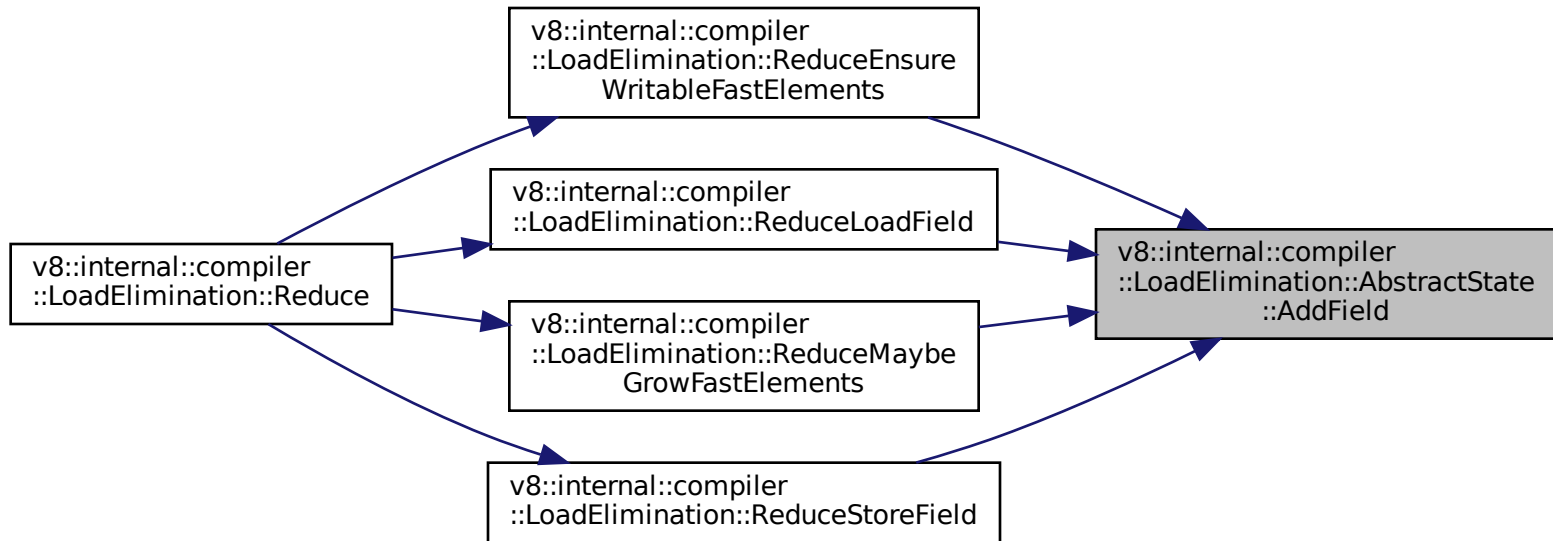 v8::internal::compiler
::LoadElimination::ReduceEnsure
WritableFastElements
v8::internal::compiler
::LoadElimination::ReduceLoadField
v8::internal::compiler
::LoadElimination::AbstractState
::AddField
v8::internal::compiler
::LoadElimination::Reduce
v8::internal::compiler
::LoadElimination::ReduceMaybe
GrowFastElements
v8::internal::compiler
::LoadElimination::ReduceStoreField